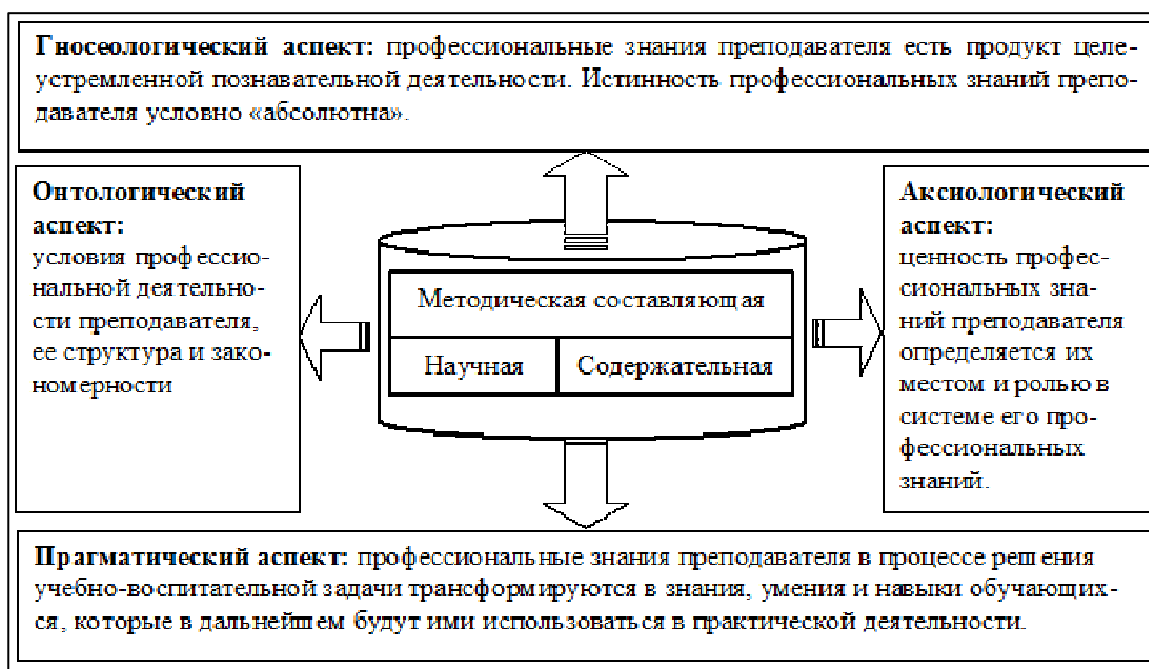 Гносеологический аспект: профессиональные знания преподавателя есть продукт целе-
устремленной познавательной деятельности. Истинность профессиональных знаний препо-
давателя условно «абсолютна».
Онтологический
аспект:
условия професси-
нальной деятельно-
сти преподавателя,
ее структура и зако-
номерности
Методическая составляющая
Научная
Содержательная
Аксиологический
аспект:
ценность профес-
сиональных зна-
ний преподавателя
определяется их
местом и ролью в
системе его про-
фессиональных
знаний.
Прагматический аспект: профессиональные знания преподавателя в процессе решения
учебно-воспитательной задачи трансформируются в знания, умения и навыки обучающих-
ся, которые в дальнейшем будут ими использоваться в практической деятельности.